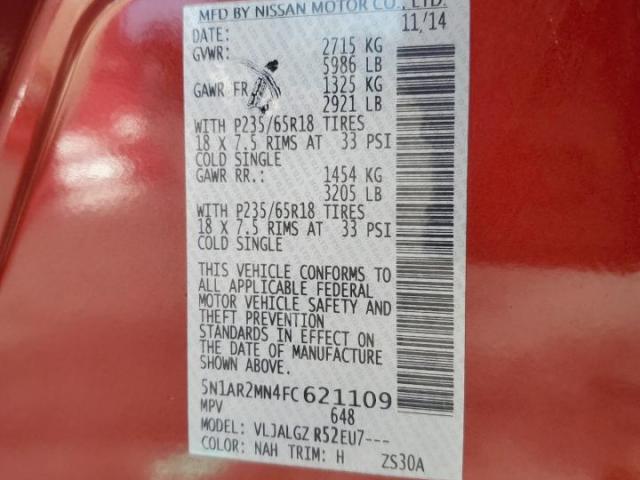 MFD BY NISSAN MOTOR CO., LTD.
DATE: 11/14
GVWR: 2715 KG
5986 LB
GAWR FR 1325 KG
2921 LB
WITH P235/65R18 TIRES
18 X 7.5 RIMS AT 33 PSI
COLD SINGLE
GAWR RR.: 1454 KG
3205 LB
WITH P235/65R18 TIRES
18 X 7.5 RIMS AT 33 PSI
COLD SINGLE
THIS VEHICLE CONFORMS TO
ALL APPLICABLE FEDERAL
MOTOR VEHICLE SAFETY AND
THEFT PREVENTION
STANDARDS IN EFFECT ON
THE DATE OF MANUFACTURE
SHOWN ABOVE.
5N1AR2MN4FC621109
MPV 648
MODEL: VLJALGZ R52EU7---
COLOR: NAH TRIM: H ZS30A